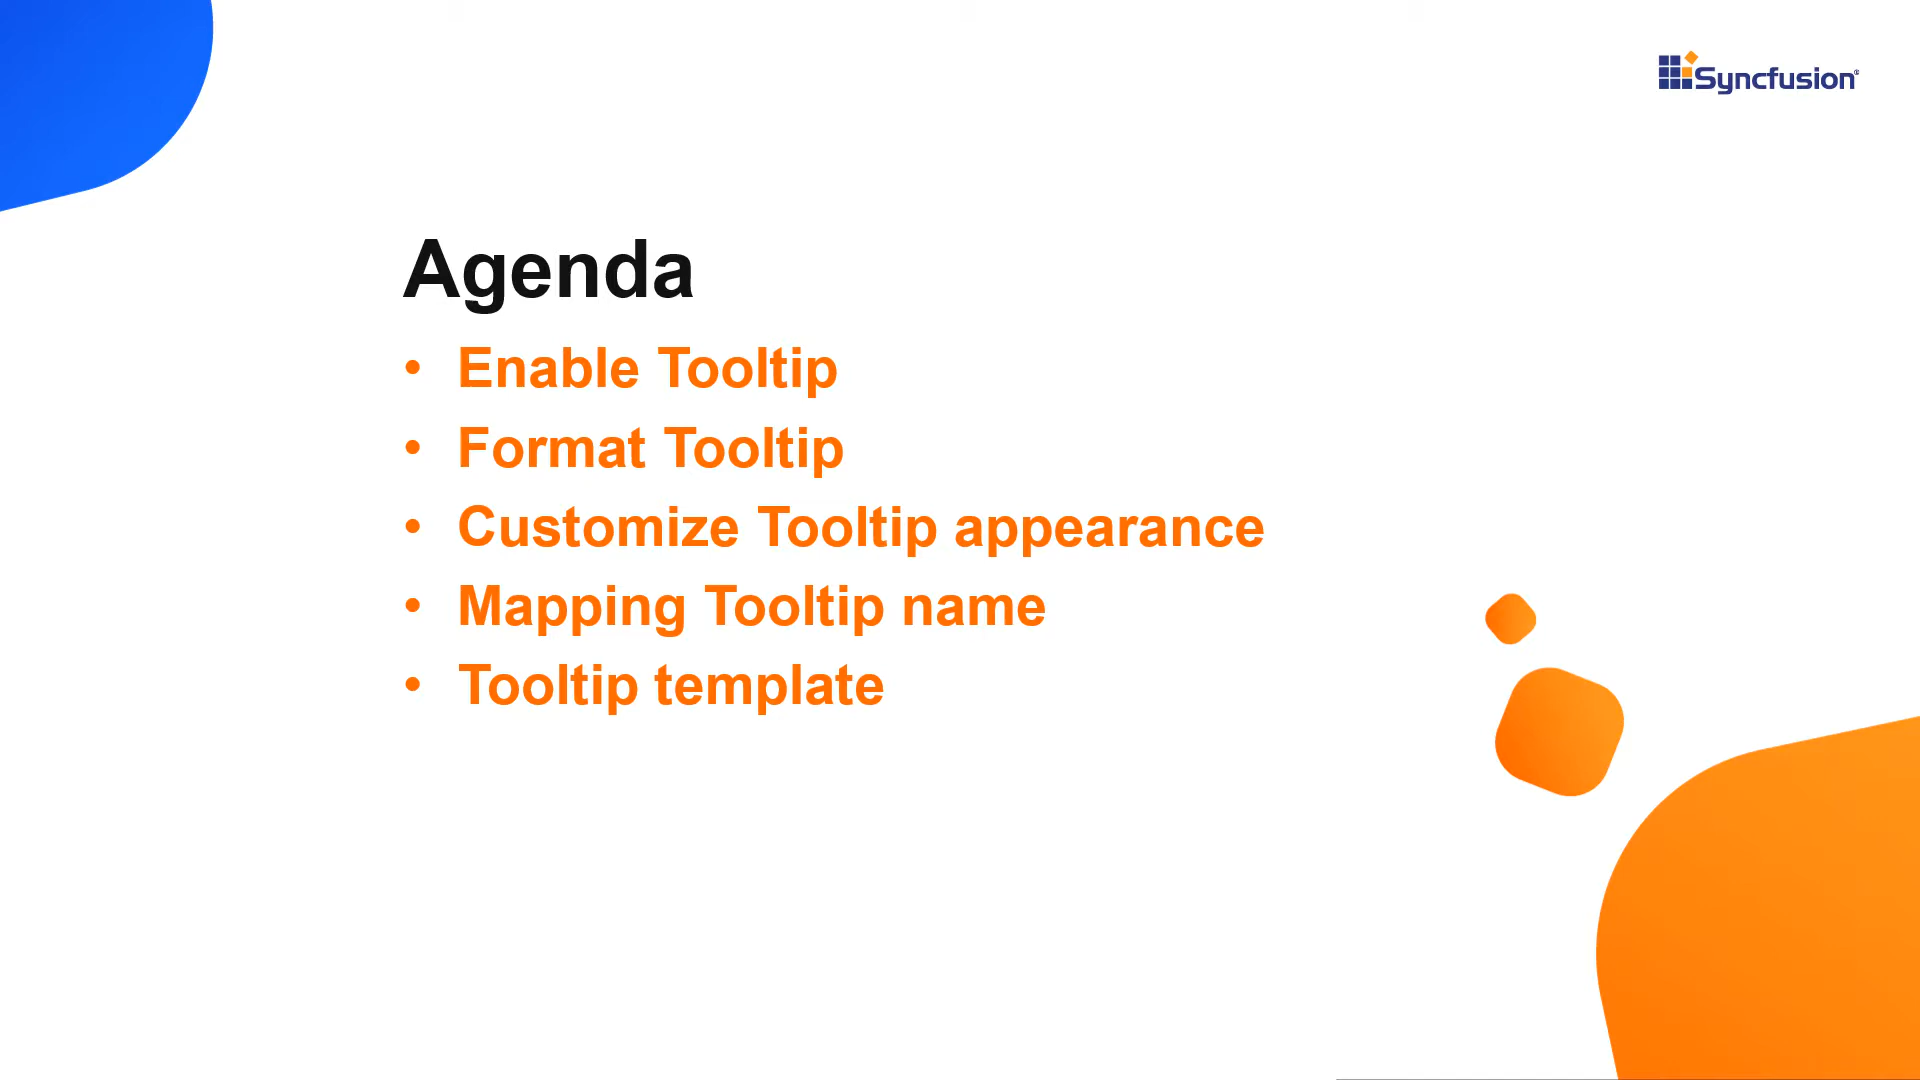 Syncfusion®
Agenda
• Enable Tooltip
• Format Tooltip
• Customize Tooltip appearance
• Mapping Tooltip name
• Tooltip template